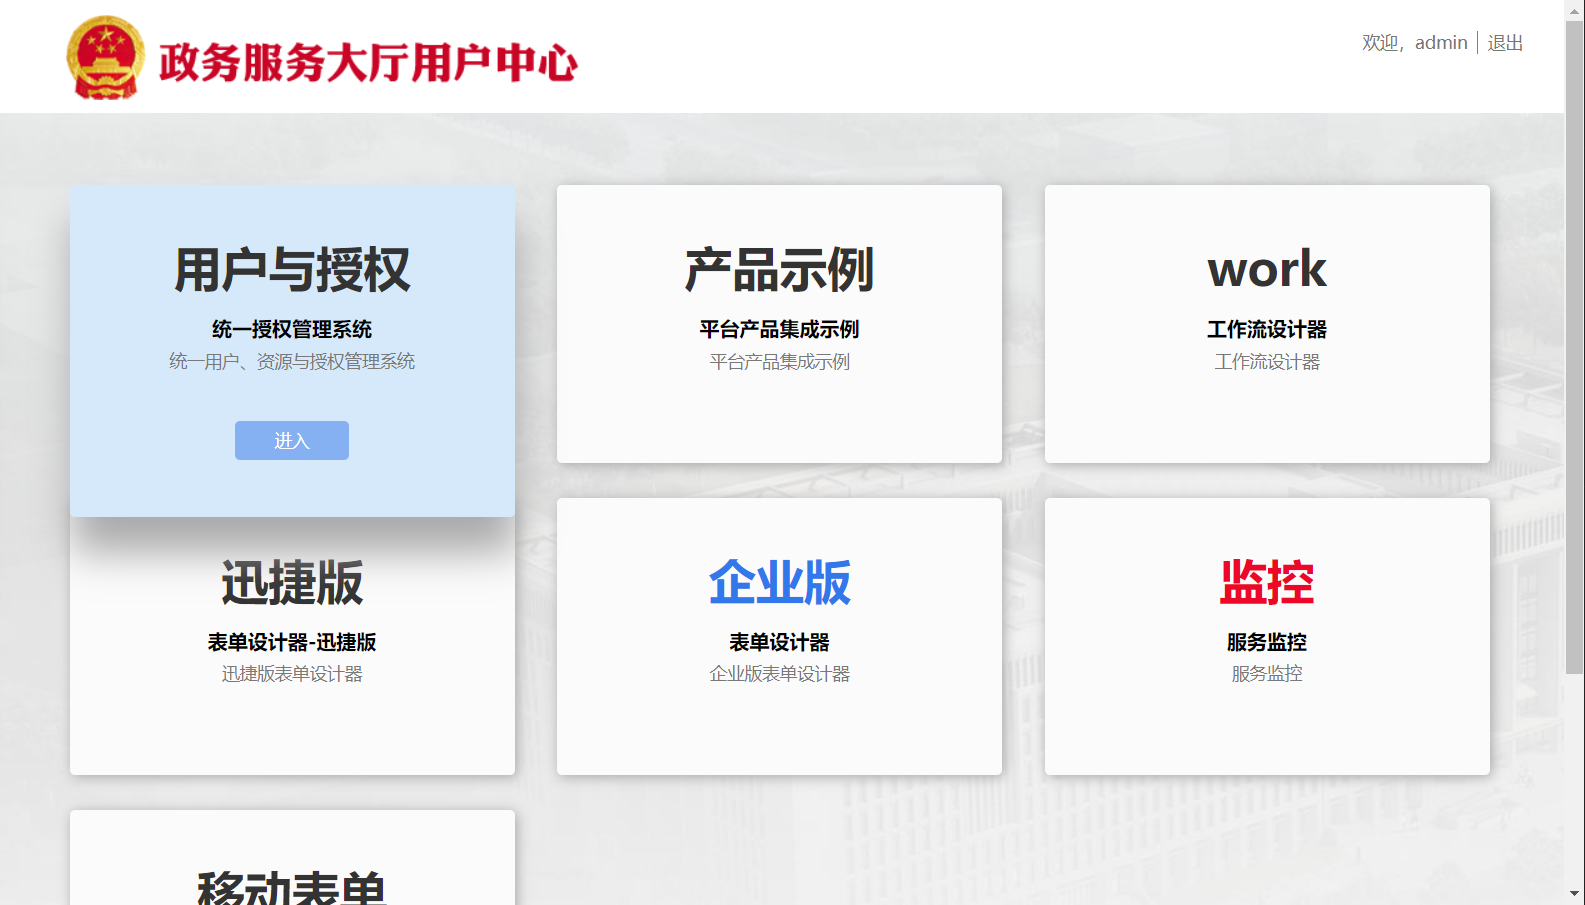 政务服务大厅用户中心
欢迎，admin 退出
用户与授权
统一授权管理系统
统一用户、资源与授权管理系统
进入
产品示例
平台产品集成示例
平台产品集成示例
work
工作流设计器
工作流设计器
迅捷版
表单设计器-迅捷版
迅捷版表单设计器
企业版
表单设计器
企业版表单设计器
监控
服务监控
服务监控
移动表单